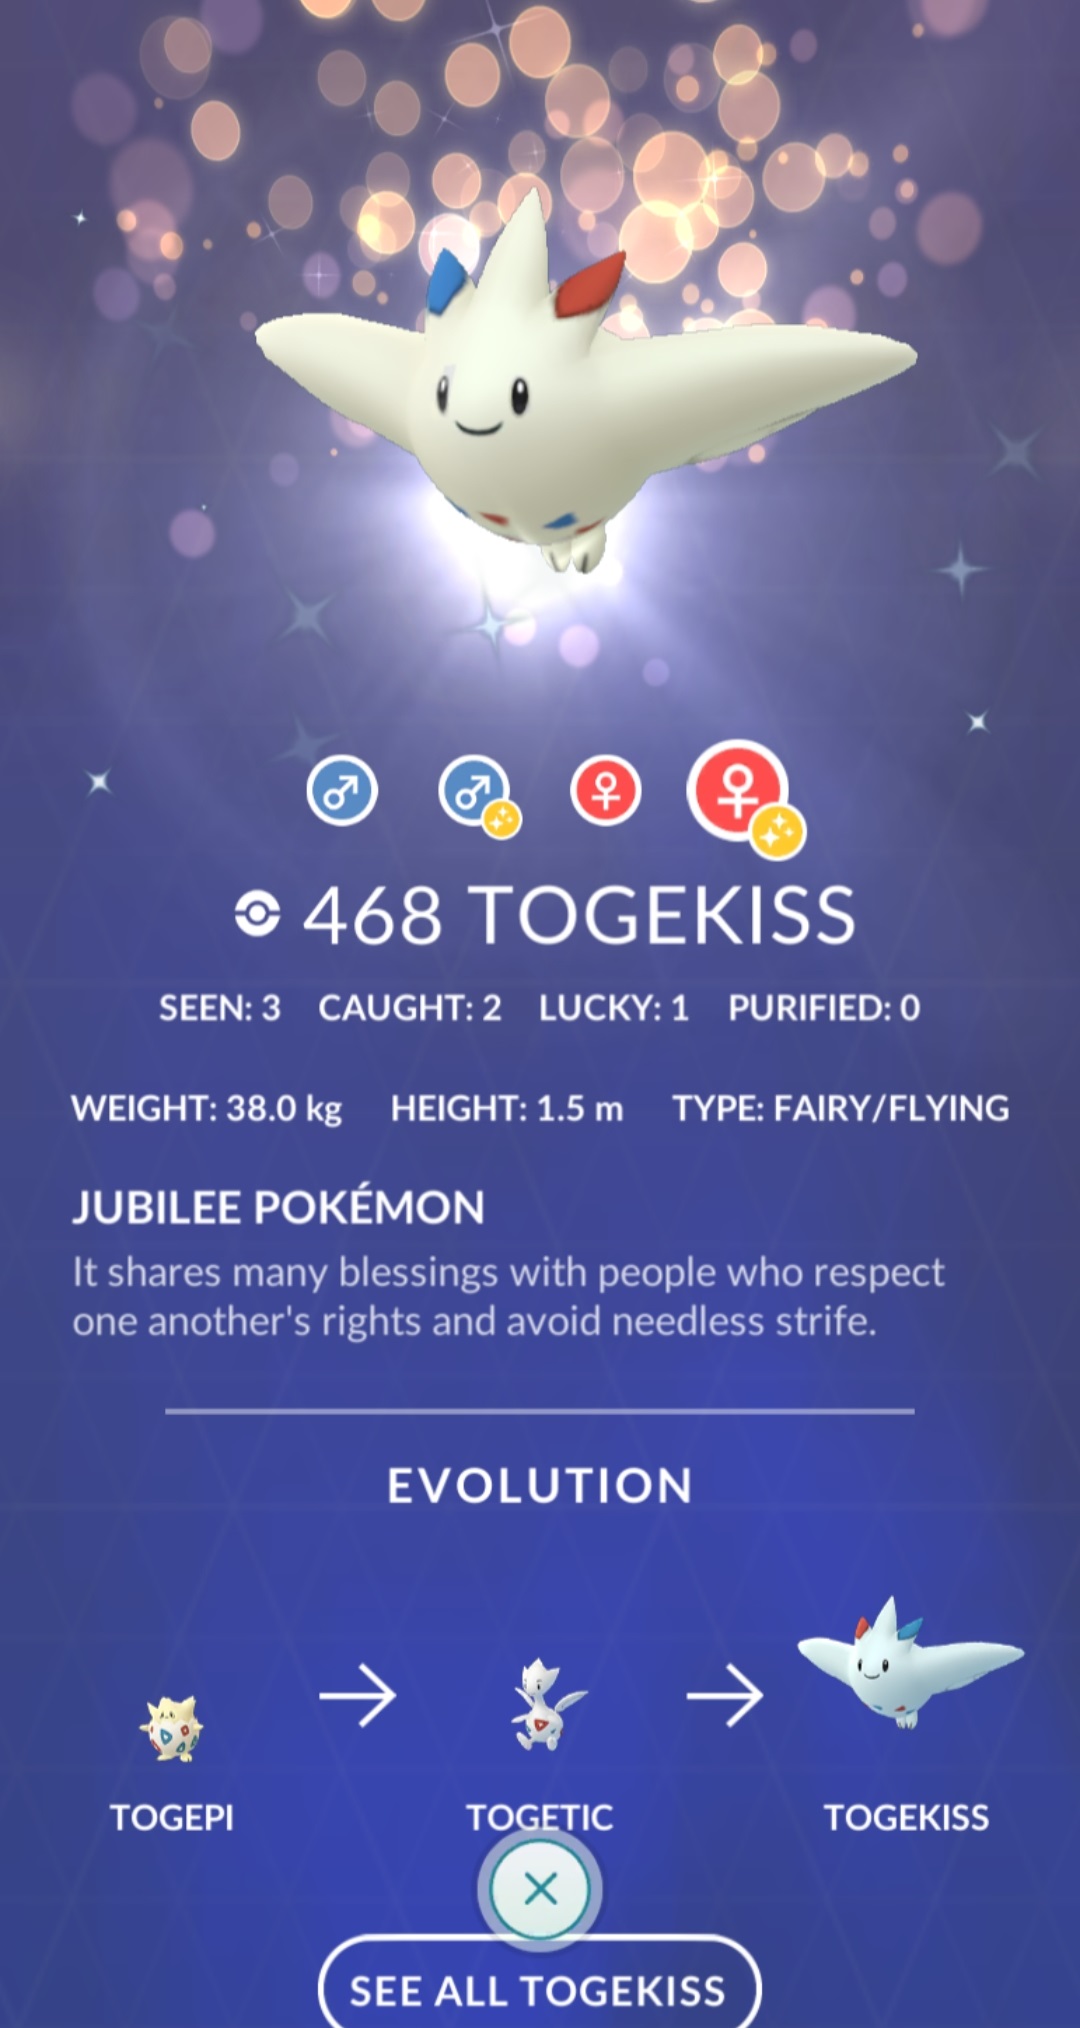 468 TOGEKISS
SEEN: 3 CAUGHT: 2 LUCKY: 1 PURIFIED: 0
WEIGHT: 38.0 kg HEIGHT: 1.5 m TYPE: FAIRY/FLYING
JUBILEE POKÉMON
It shares many blessings with people who respect
one another's rights and avoid needless strife.
EVOLUTION
TOGEPI TOGETIC TOGEKISS
SEE ALL TOGEKISS